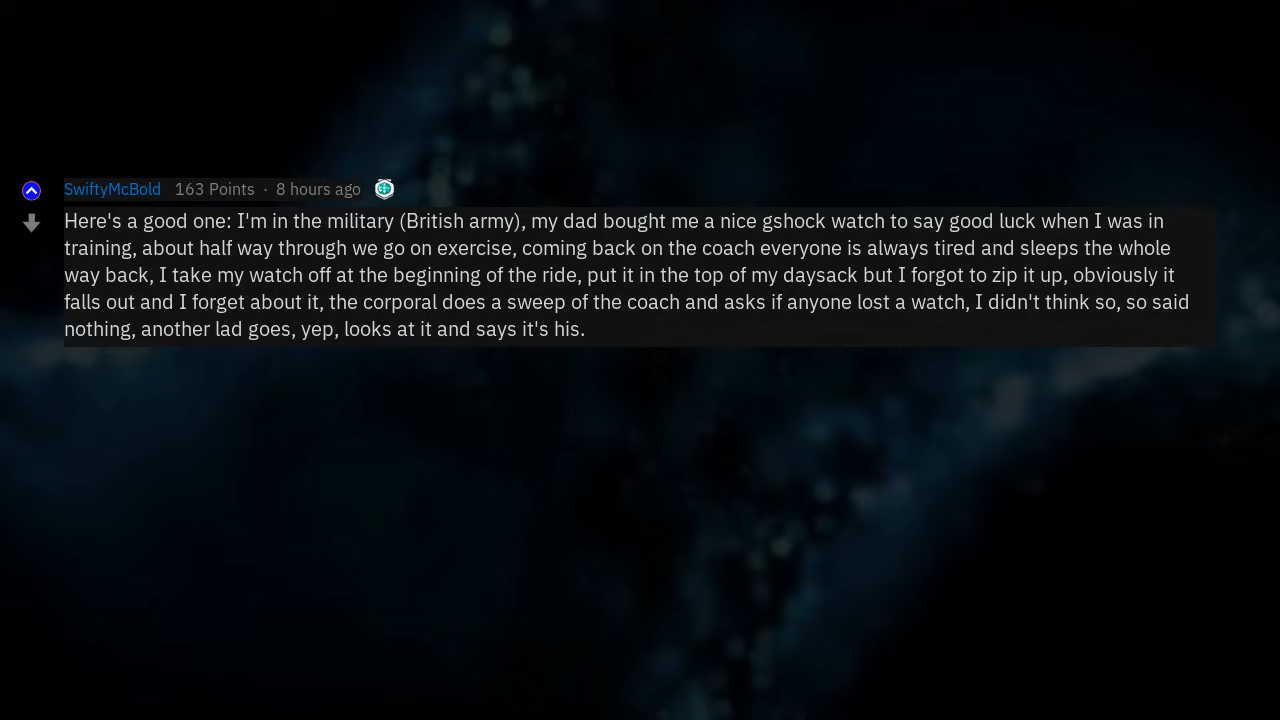 SwiftyMcBold 163 Points · 8 hours ago
Here's a good one: I'm in the military (British army), my dad bought me a nice gshock watch to say good luck when I was in
training, about half way through we go on exercise, coming back on the coach everyone is always tired and sleeps the whole
way back, I take my watch off at the beginning of the ride, put it in the top of my daysack but I forgot to zip it up, obviously it
falls out and I forget about it, the corporal does a sweep of the coach and asks if anyone lost a watch, I didn't think so, so said
nothing, another lad goes, yep, looks at it and says it's his.